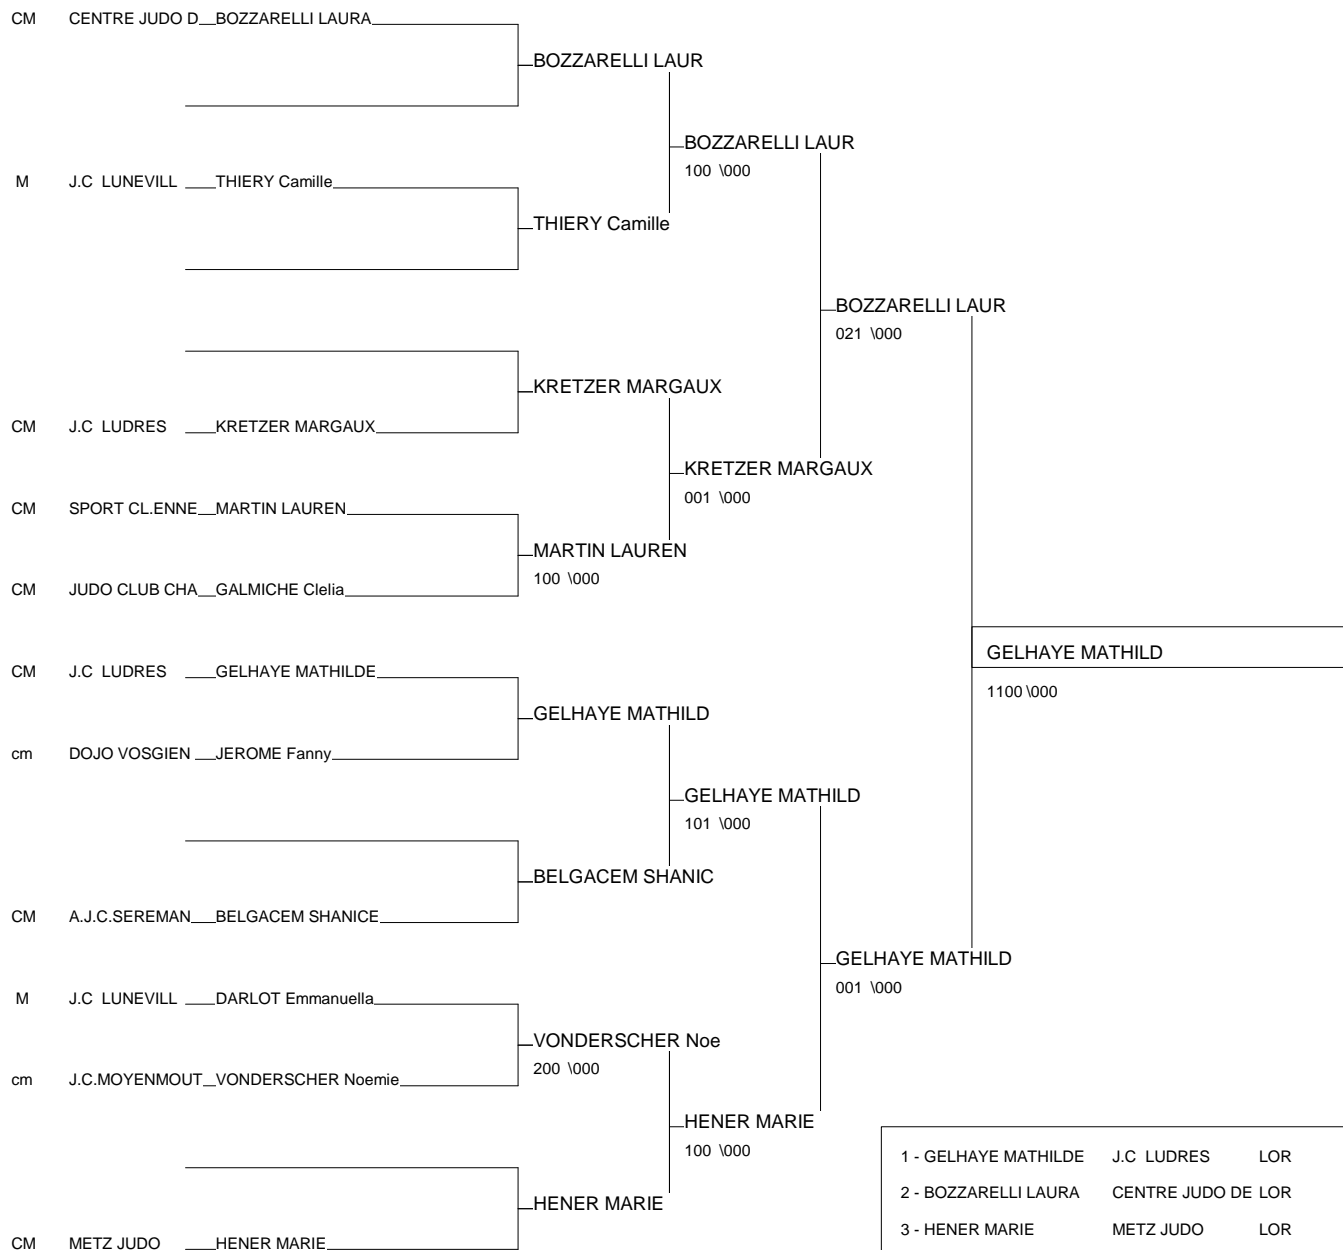 CM CENTRE JUDO D BOZZARELLI LAURA
BOZZARELLI LAUR
BOZZARELLI LAUR
100 \000
M J.C LUNEVILL THIERY Camille
THIERY Camille
BOZZARELLI LAUR
021 \000
KRETZER MARGAUX
CM J.C LUDRES KRETZER MARGAUX
KRETZER MARGAUX
001 \000
CM SPORT CL.ENNE MARTIN LAUREN
MARTIN LAUREN
100 \000
CM JUDO CLUB CHA GALMICHE Clelia
GELHAYE MATHILD
1100 \000
CM J.C LUDRES GELHAYE MATHILDE
GELHAYE MATHILD
cm DOJO VOSGIEN JEROME Fanny
GELHAYE MATHILD
101 \000
BELGACEM SHANIC
CM A.J.C.SEREMAN BELGACEM SHANICE
GELHAYE MATHILD
001 \000
M J.C LUNEVILL DARLOT Emmanuella
VONDERSCHER Noe
200 \000
cm J.C.MOYENMOUT VONDERSCHER Noemie
HENER MARIE
100 \000
HENER MARIE
CM METZ JUDO HENER MARIE
1 - GELHAYE MATHILDE J.C LUDRES LOR
2 - BOZZARELLI LAURA CENTRE JUDO DE LOR
3 - HENER MARIE METZ JUDO LOR